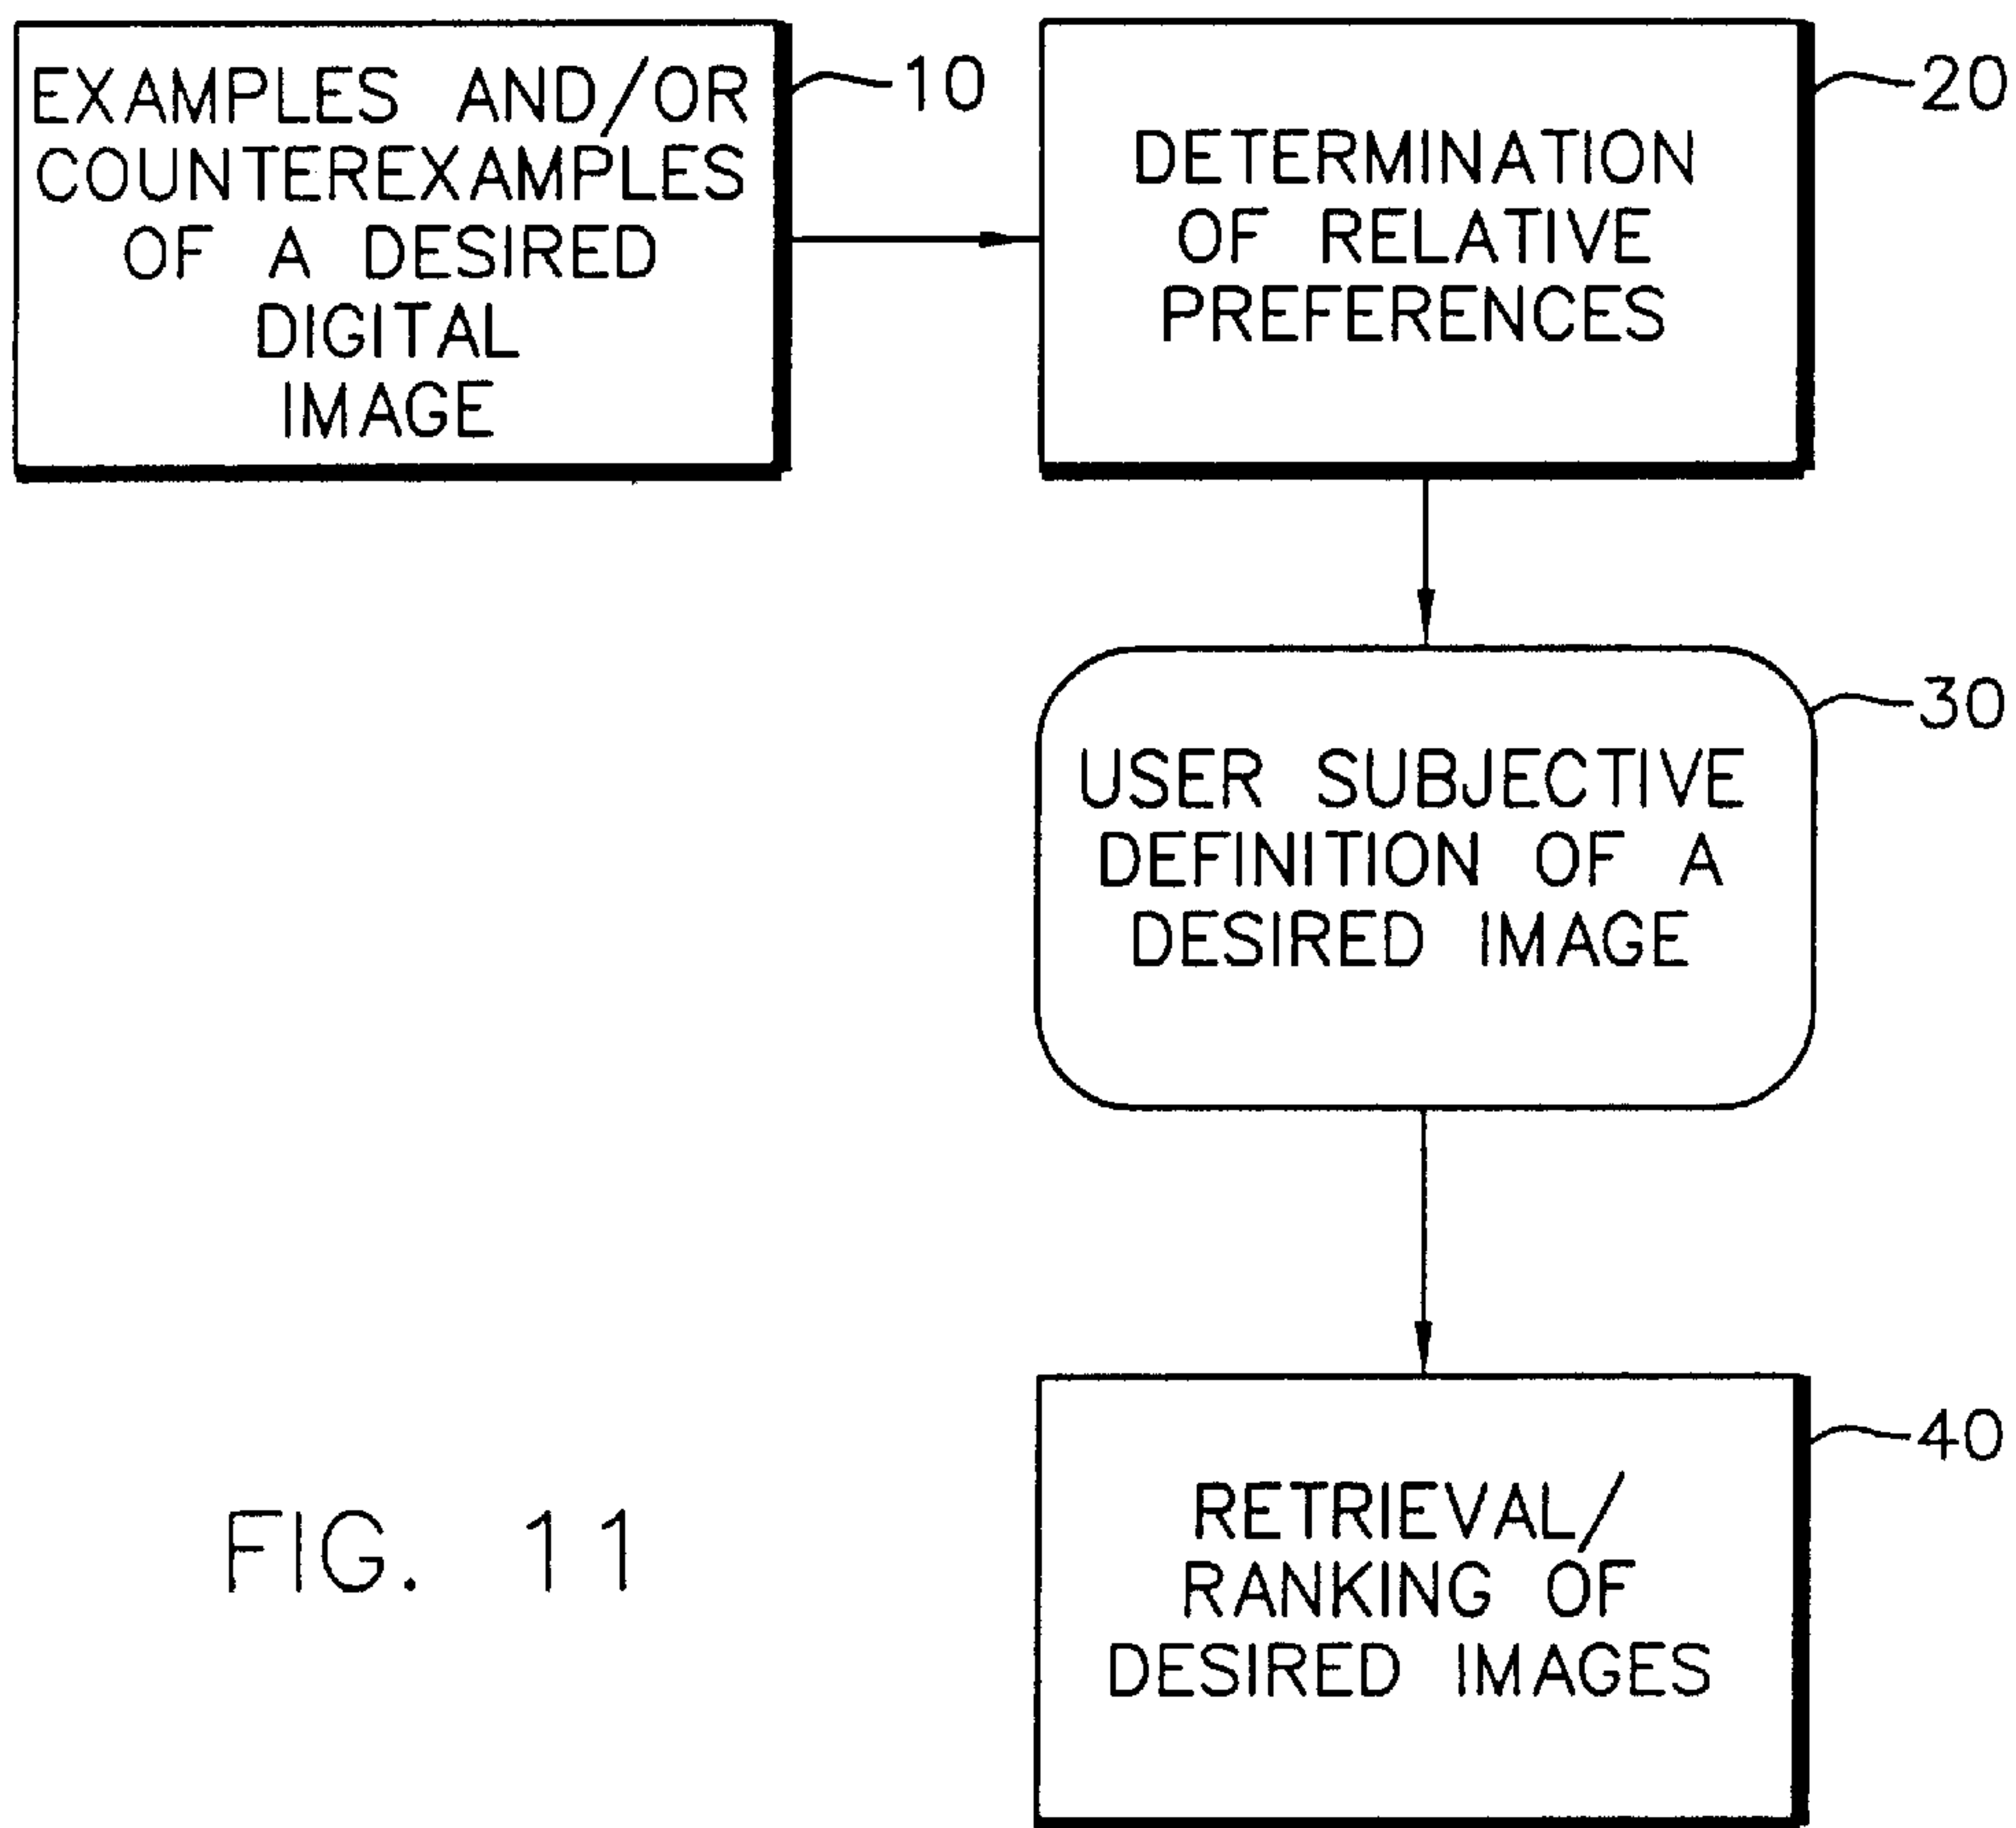 EXAMPLES AND/OR
COUNTEREXAMPLES
OF A DESIRED
DIGITAL
IMAGE
10
DETERMINATION
OF RELATIVE
PREFERENCES
20
USER SUBJECTIVE
DEFINITION OF A
DESIRED IMAGE
30
RETRIEVAL/
RANKING OF
DESIRED IMAGES
40
FIG. 11